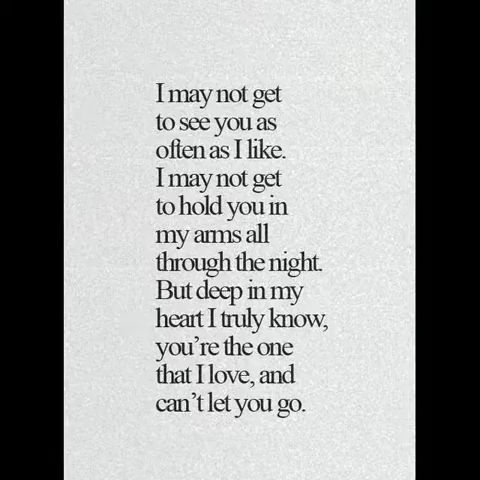 I may not get
to see you as
often as I like.
I may not get
to hold you in
my arms all
through the night.
But deep in my
heart I truly know,
you're the one
that I love, and
can't let you go.